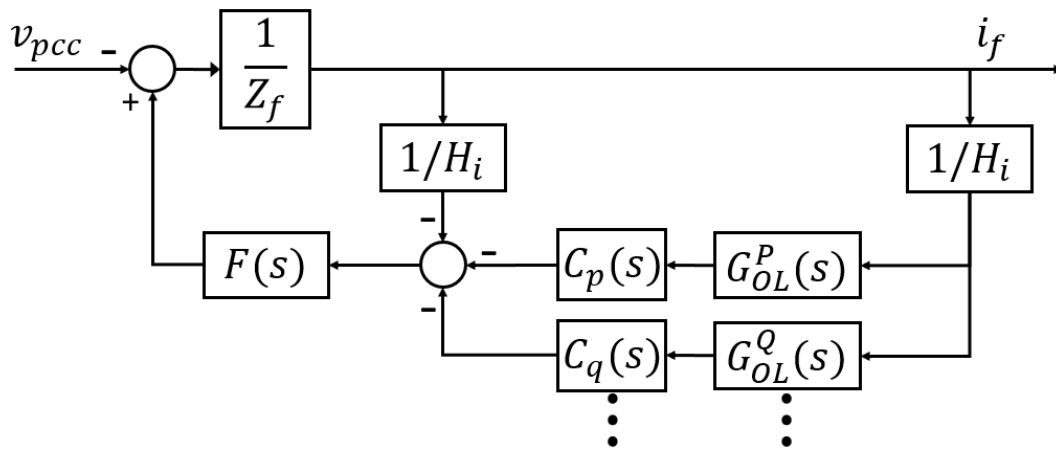 v_pcc - + 1/Z_f i_f
1/H_i 1/H_i
- - -
F(s) C_p(s) G_OL^P(s)
C_q(s) G_OL^Q(s)